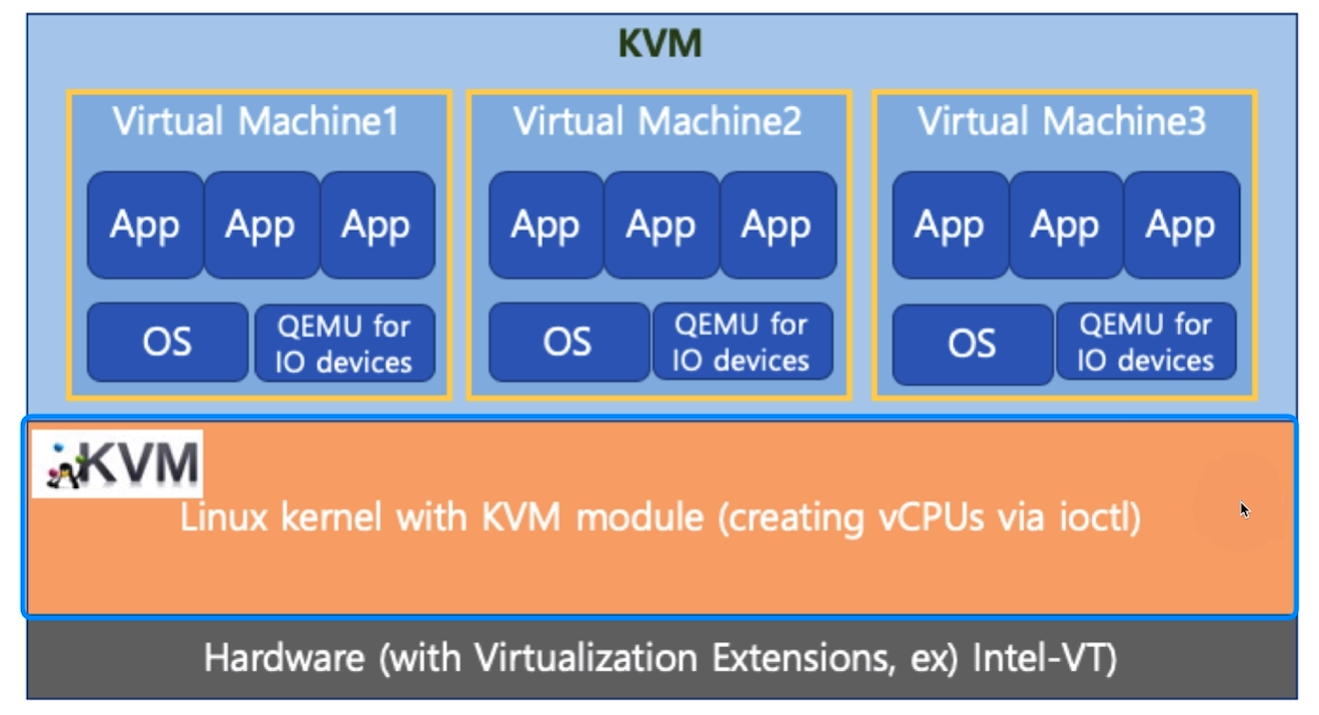 KVM
Virtual Machine1
App App App
OS
QEMU for
IO devices
Virtual Machine2
App App App
OS
QEMU for
IO devices
Virtual Machine3
App App App
OS
QEMU for
IO devices
KVM
Linux kernel with KVM module (creating vCPUs via ioctl)
Hardware (with Virtualization Extensions, ex) Intel-VT)